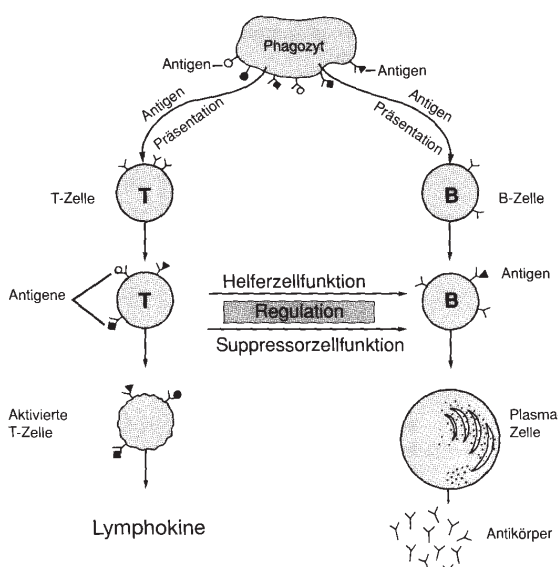 Phagozyt
Antigen
Antigen
Antigen
Präsentation
Antigen
Präsentation
T-Zelle
T
B
B-Zelle
Antigene
T
Helferzellfunktion
Regulation
Suppressorzellfunktion
B
Antigen
Aktivierte
T-Zelle
Plasma
Zelle
Lymphokine
Antikörper